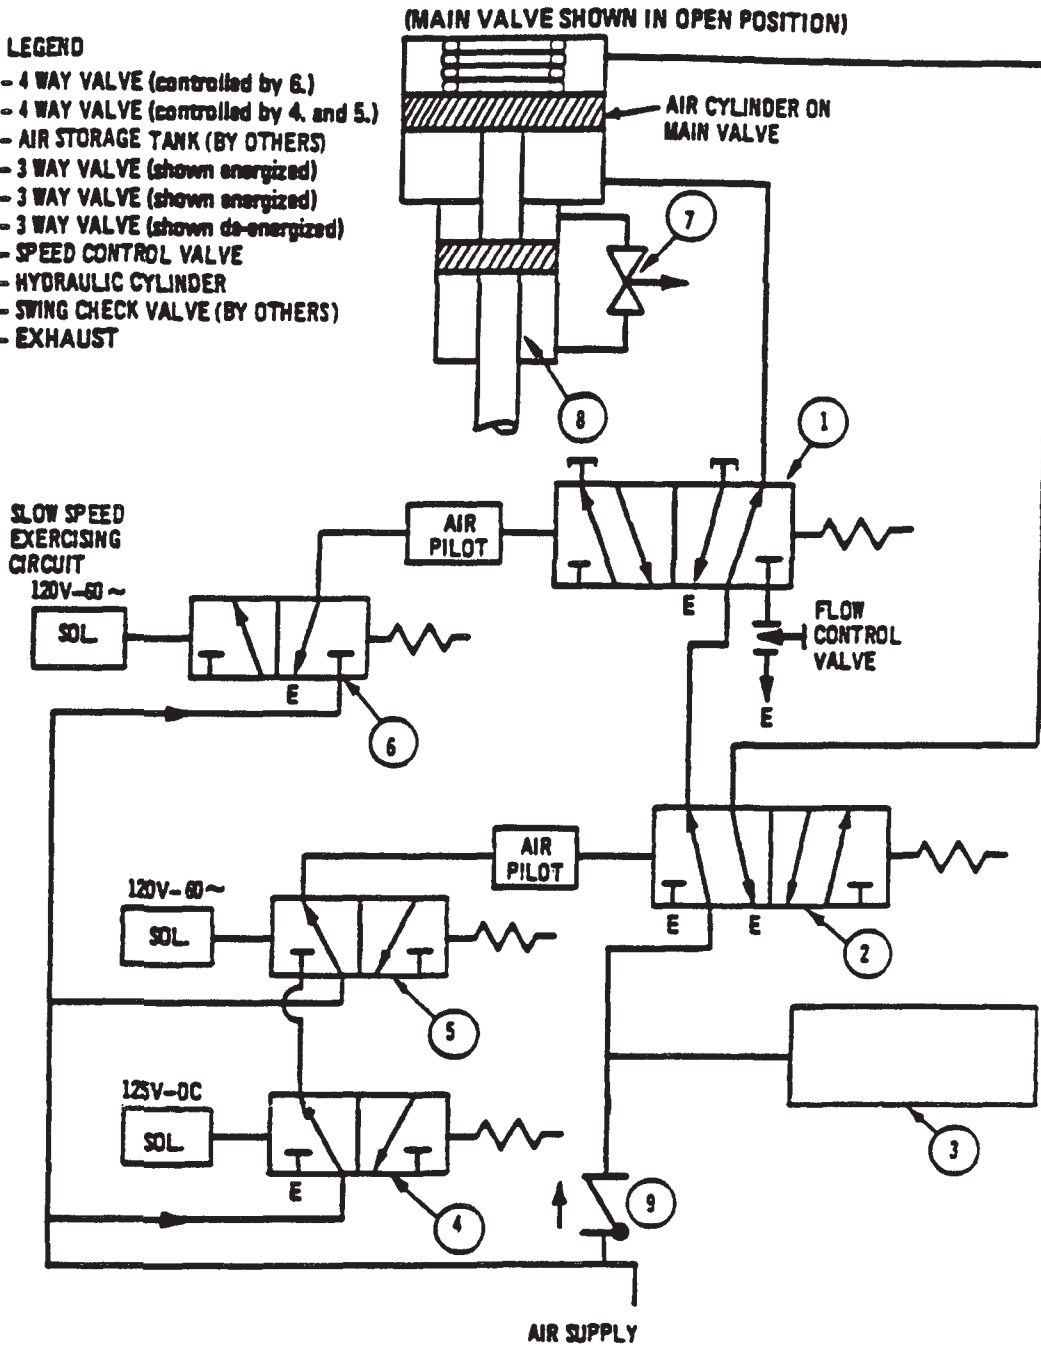 (MAIN VALVE SHOWN IN OPEN POSITION)
LEGEND
- 4 WAY VALVE (controlled by 6.)
- 4 WAY VALVE (controlled by 4. and 5.)
- AIR STORAGE TANK (BY OTHERS)
- 3 WAY VALVE (shown energized)
- 3 WAY VALVE (shown energized)
- 3 WAY VALVE (shown de-energized)
- SPEED CONTROL VALVE
- HYDRAULIC CYLINDER
- SWING CHECK VALVE (BY OTHERS)
- EXHAUST
AIR CYLINDER ON
MAIN VALVE
7
8
1
SLOW SPEED
EXERCISING
CIRCUIT
120V-60~
SOL.
AIR
PILOT
E
E
FLOW
CONTROL
VALVE
E
6
AIR
PILOT
120V-60~
SOL.
E
E
2
5
125V-DC
SOL.
E
4
3
9
AIR SUPPLY